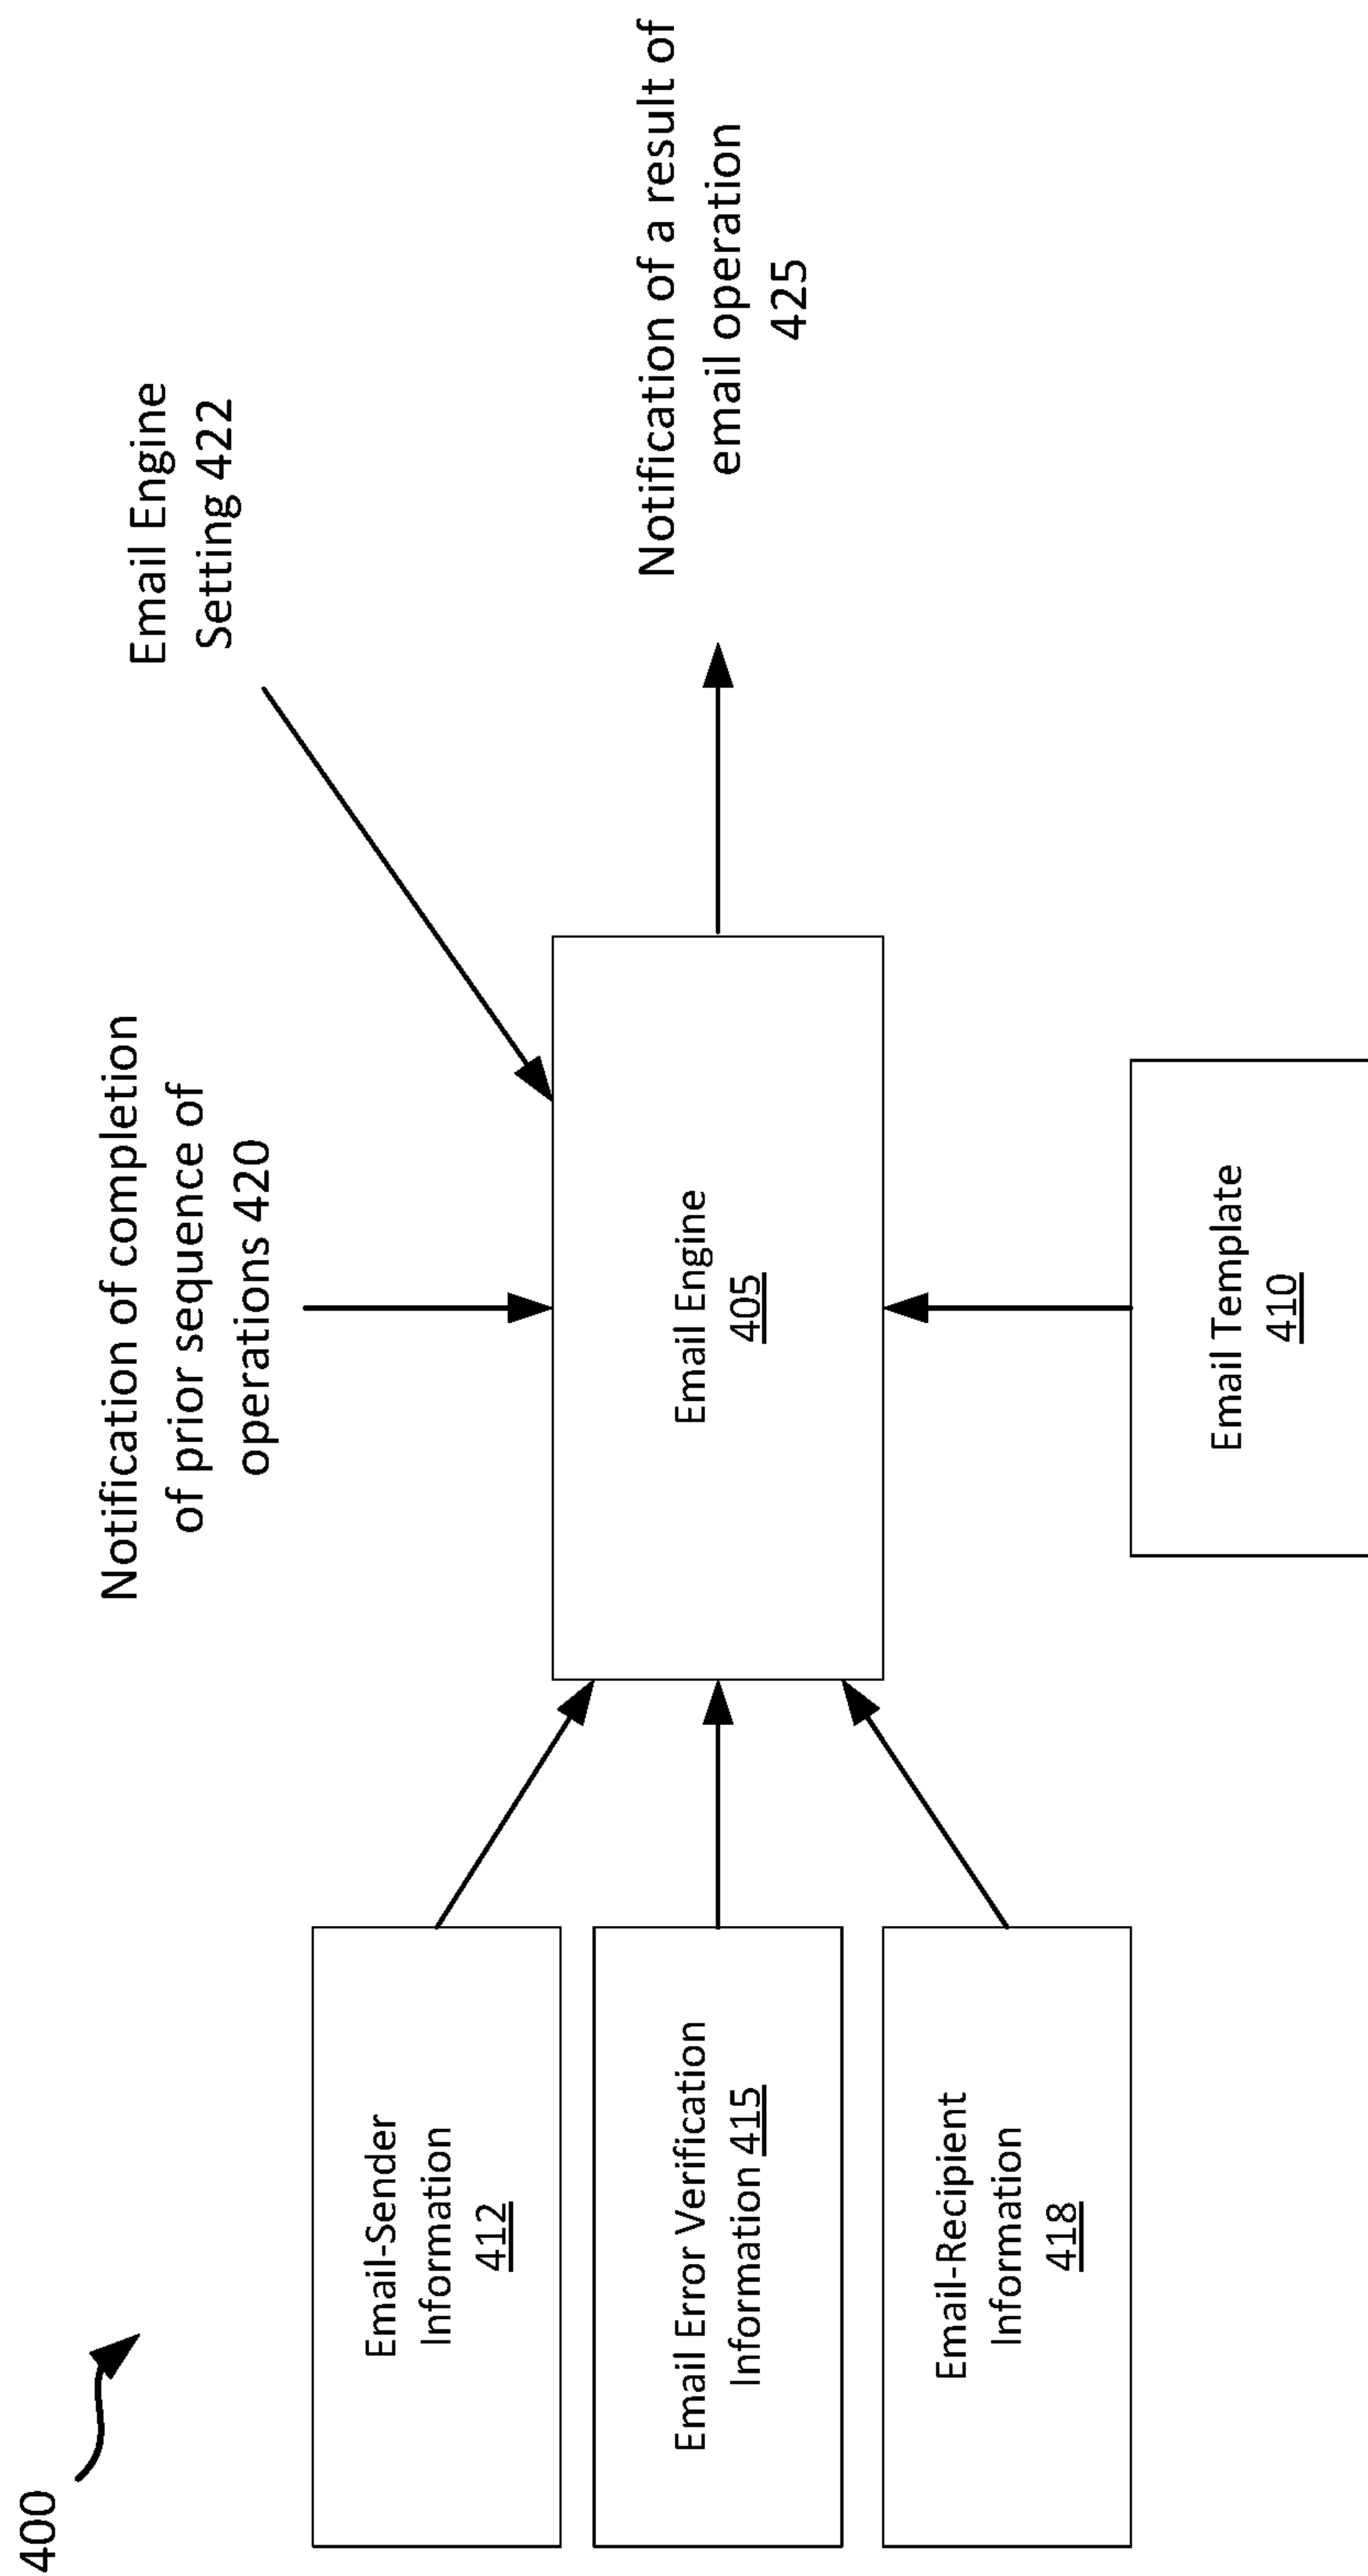 400
Notification of completion
of prior sequence of
operations 420
Email Engine
Setting 422
Email-Sender
Information
412
Email Error Verification
Information 415
Email-Recipient
Information
418
Email Engine
405
Notification of a result of
email operation
425
Email Template
410